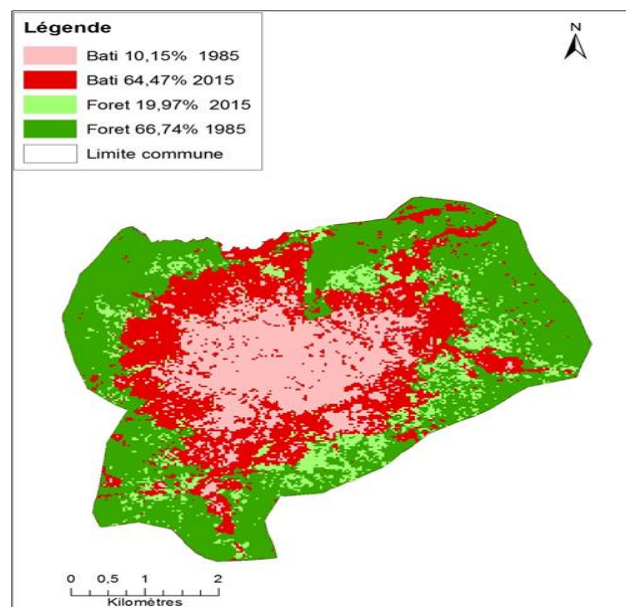 Légende
Bati 10,15% 1985
Bati 64,47% 2015
Foret 19,97% 2015
Foret 66,74% 1985
Limite commune
N
0 0,5 1 2
Kilomètres